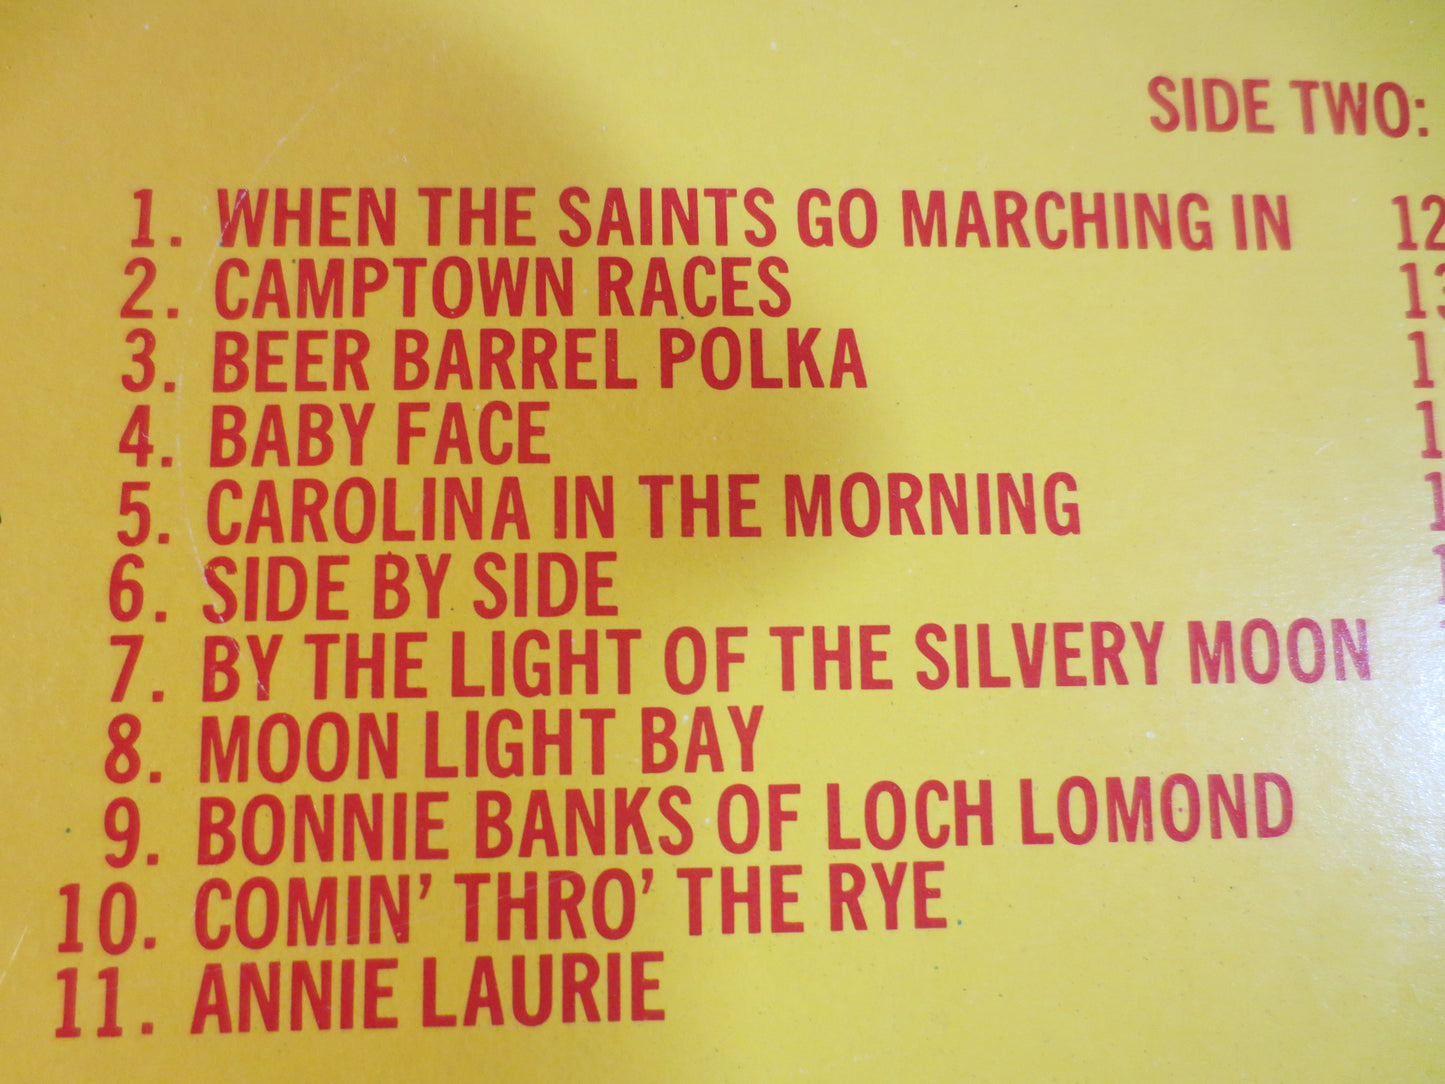 SIDE TWO:
1. WHEN THE SAINTS GO MARCHING IN 12
2. CAMPTOWN RACES 13
3. BEER BARREL POLKA
4. BABY FACE
5. CAROLINA IN THE MORNING
6. SIDE BY SIDE
7. BY THE LIGHT OF THE SILVERY MOON
8. MOON LIGHT BAY
9. BONNIE BANKS OF LOCH LOMOND
10. COMIN' THRO' THE RYE
11. ANNIE LAURIE